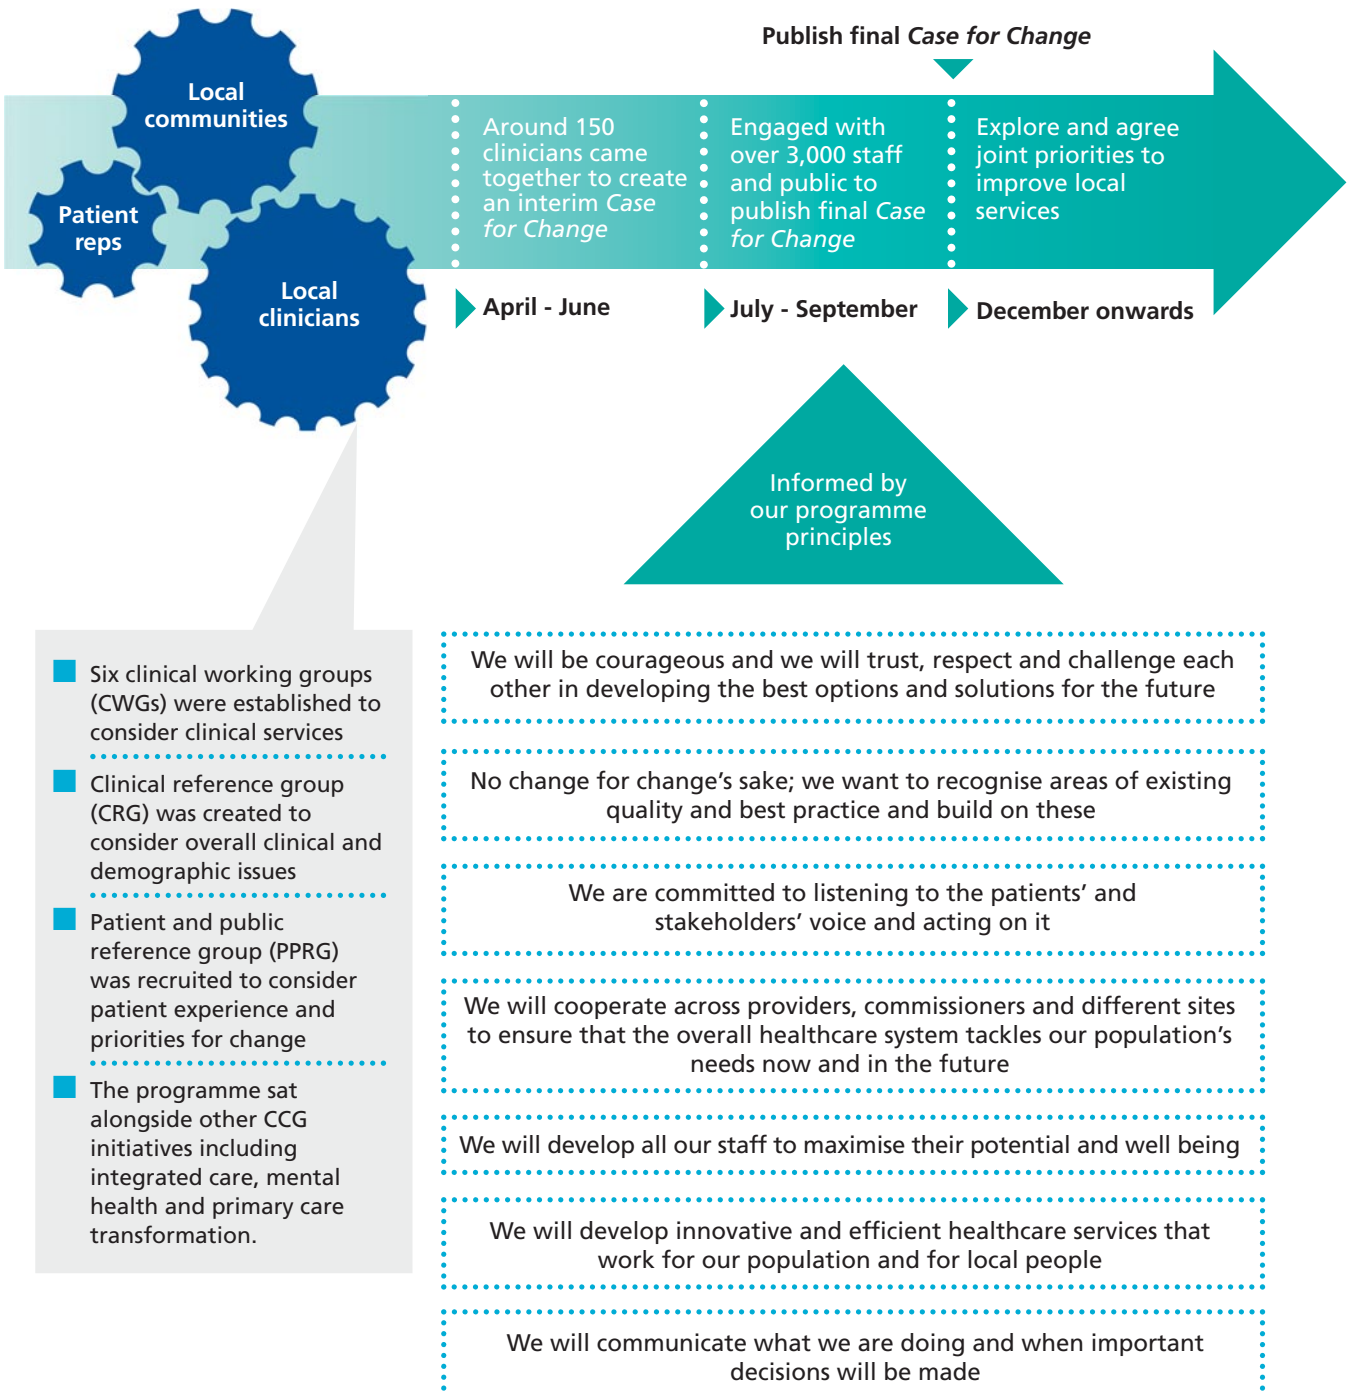 Publish final Case for Change
Local
communities
Patient
reps
Local
clinicians
Around 150
clinicians came
together to create
an interim Case
for Change
Engaged with
over 3,000 staff
and public to
publish final Case
for Change
Explore and agree
joint priorities to
improve local
services
April - June
July - September
December onwards
Informed by
our programme
principles
Six clinical working groups
(CWGs) were established to
consider clinical services
Clinical reference group
(CRG) was created to
consider overall clinical and
demographic issues
Patient and public
reference group (PPRG)
was recruited to consider
patient experience and
priorities for change
The programme sat
alongside other CCG
initiatives including
integrated care, mental
health and primary care
transformation.
We will be courageous and we will trust, respect and challenge each
other in developing the best options and solutions for the future
No change for change’s sake; we want to recognise areas of existing
quality and best practice and build on these
We are committed to listening to the patients’ and
stakeholders’ voice and acting on it
We will cooperate across providers, commissioners and different sites
to ensure that the overall healthcare system tackles our population’s
needs now and in the future
We will develop all our staff to maximise their potential and well being
We will develop innovative and efficient healthcare services that
work for our population and for local people
We will communicate what we are doing and when important
decisions will be made